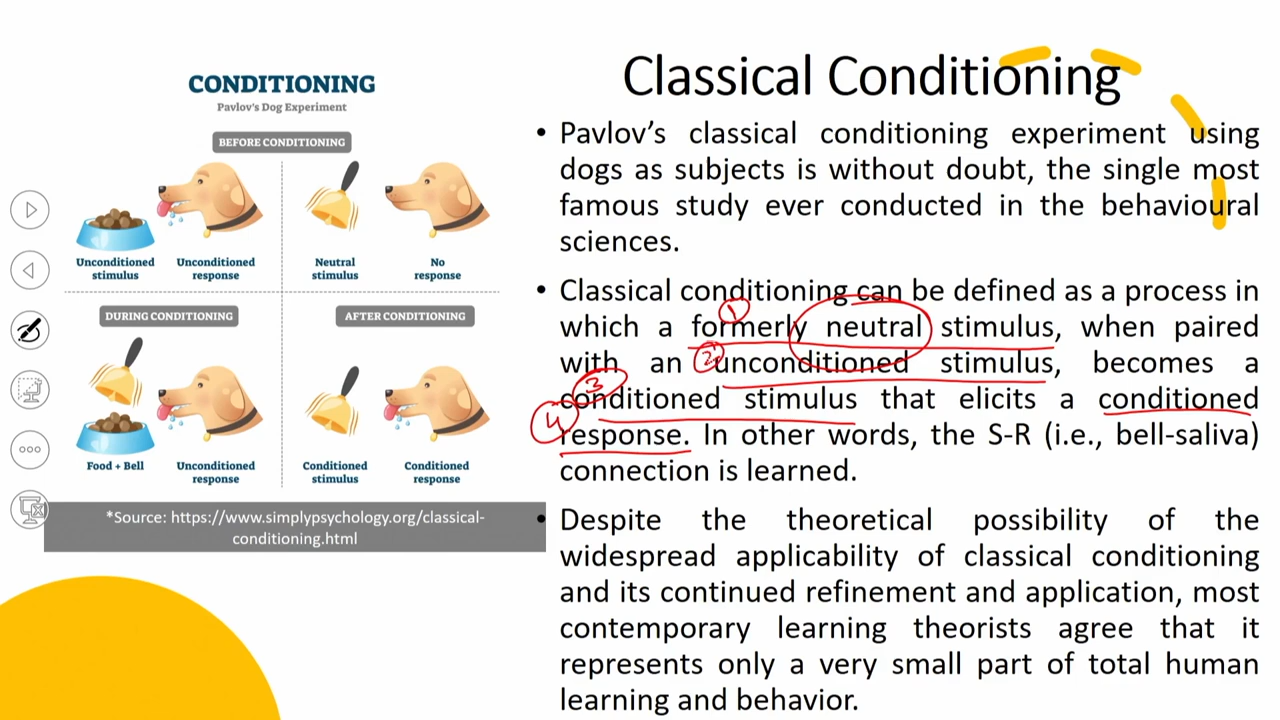 CONDITIONING
Pavlov's Dog Experiment
BEFORE CONDITIONING
Unconditioned
stimulus
Unconditioned
response
Neutral
stimulus
No
response
DURING CONDITIONING
AFTER CONDITIONING
Food + Bell
Unconditioned
response
Conditioned
stimulus
Conditioned
response
*Source: https://www.simplypsychology.org/classical-
conditioning.html
Classical Conditioning
• Pavlov's classical conditioning experiment using
dogs as subjects is without doubt, the single most
famous study ever conducted in the behavioural
sciences.
• Classical conditioning can be defined as a process in
1
which a formerly neutral stimulus, when paired
2
with an unconditioned stimulus, becomes a
3
conditioned stimulus that elicits a conditioned
4
response. In other words, the S-R (i.e., bell-saliva)
connection is learned.
• Despite the theoretical possibility of the
widespread applicability of classical conditioning
and its continued refinement and application, most
contemporary learning theorists agree that it
represents only a very small part of total human
learning and behavior.